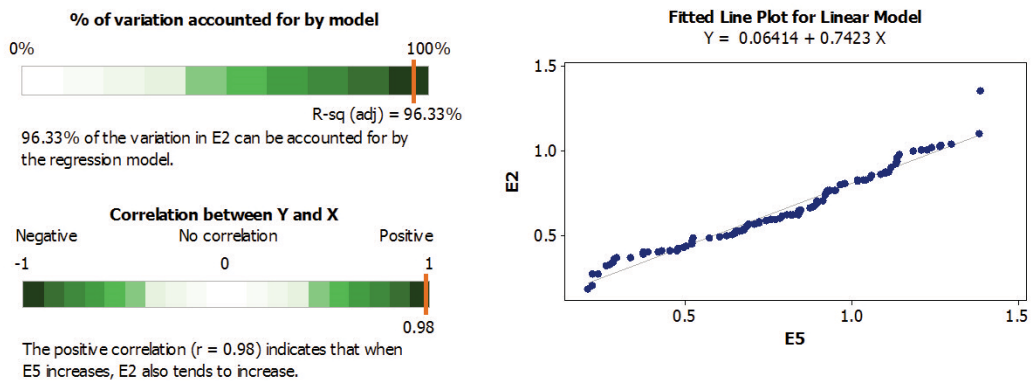 % of variation accounted for by model
0%
100%
R-sq (adj) = 96.33%
96.33% of the variation in E2 can be accounted for by
the regression model.
Correlation between Y and X
Negative
No correlation
Positive
-1
0
1
0.98
The positive correlation (r = 0.98) indicates that when
E5 increases, E2 also tends to increase.
Fitted Line Plot for Linear Model
Y = 0.06414 + 0.7423 X
1.5
1.0
0.5
E2
0.5
1.0
1.5
E5